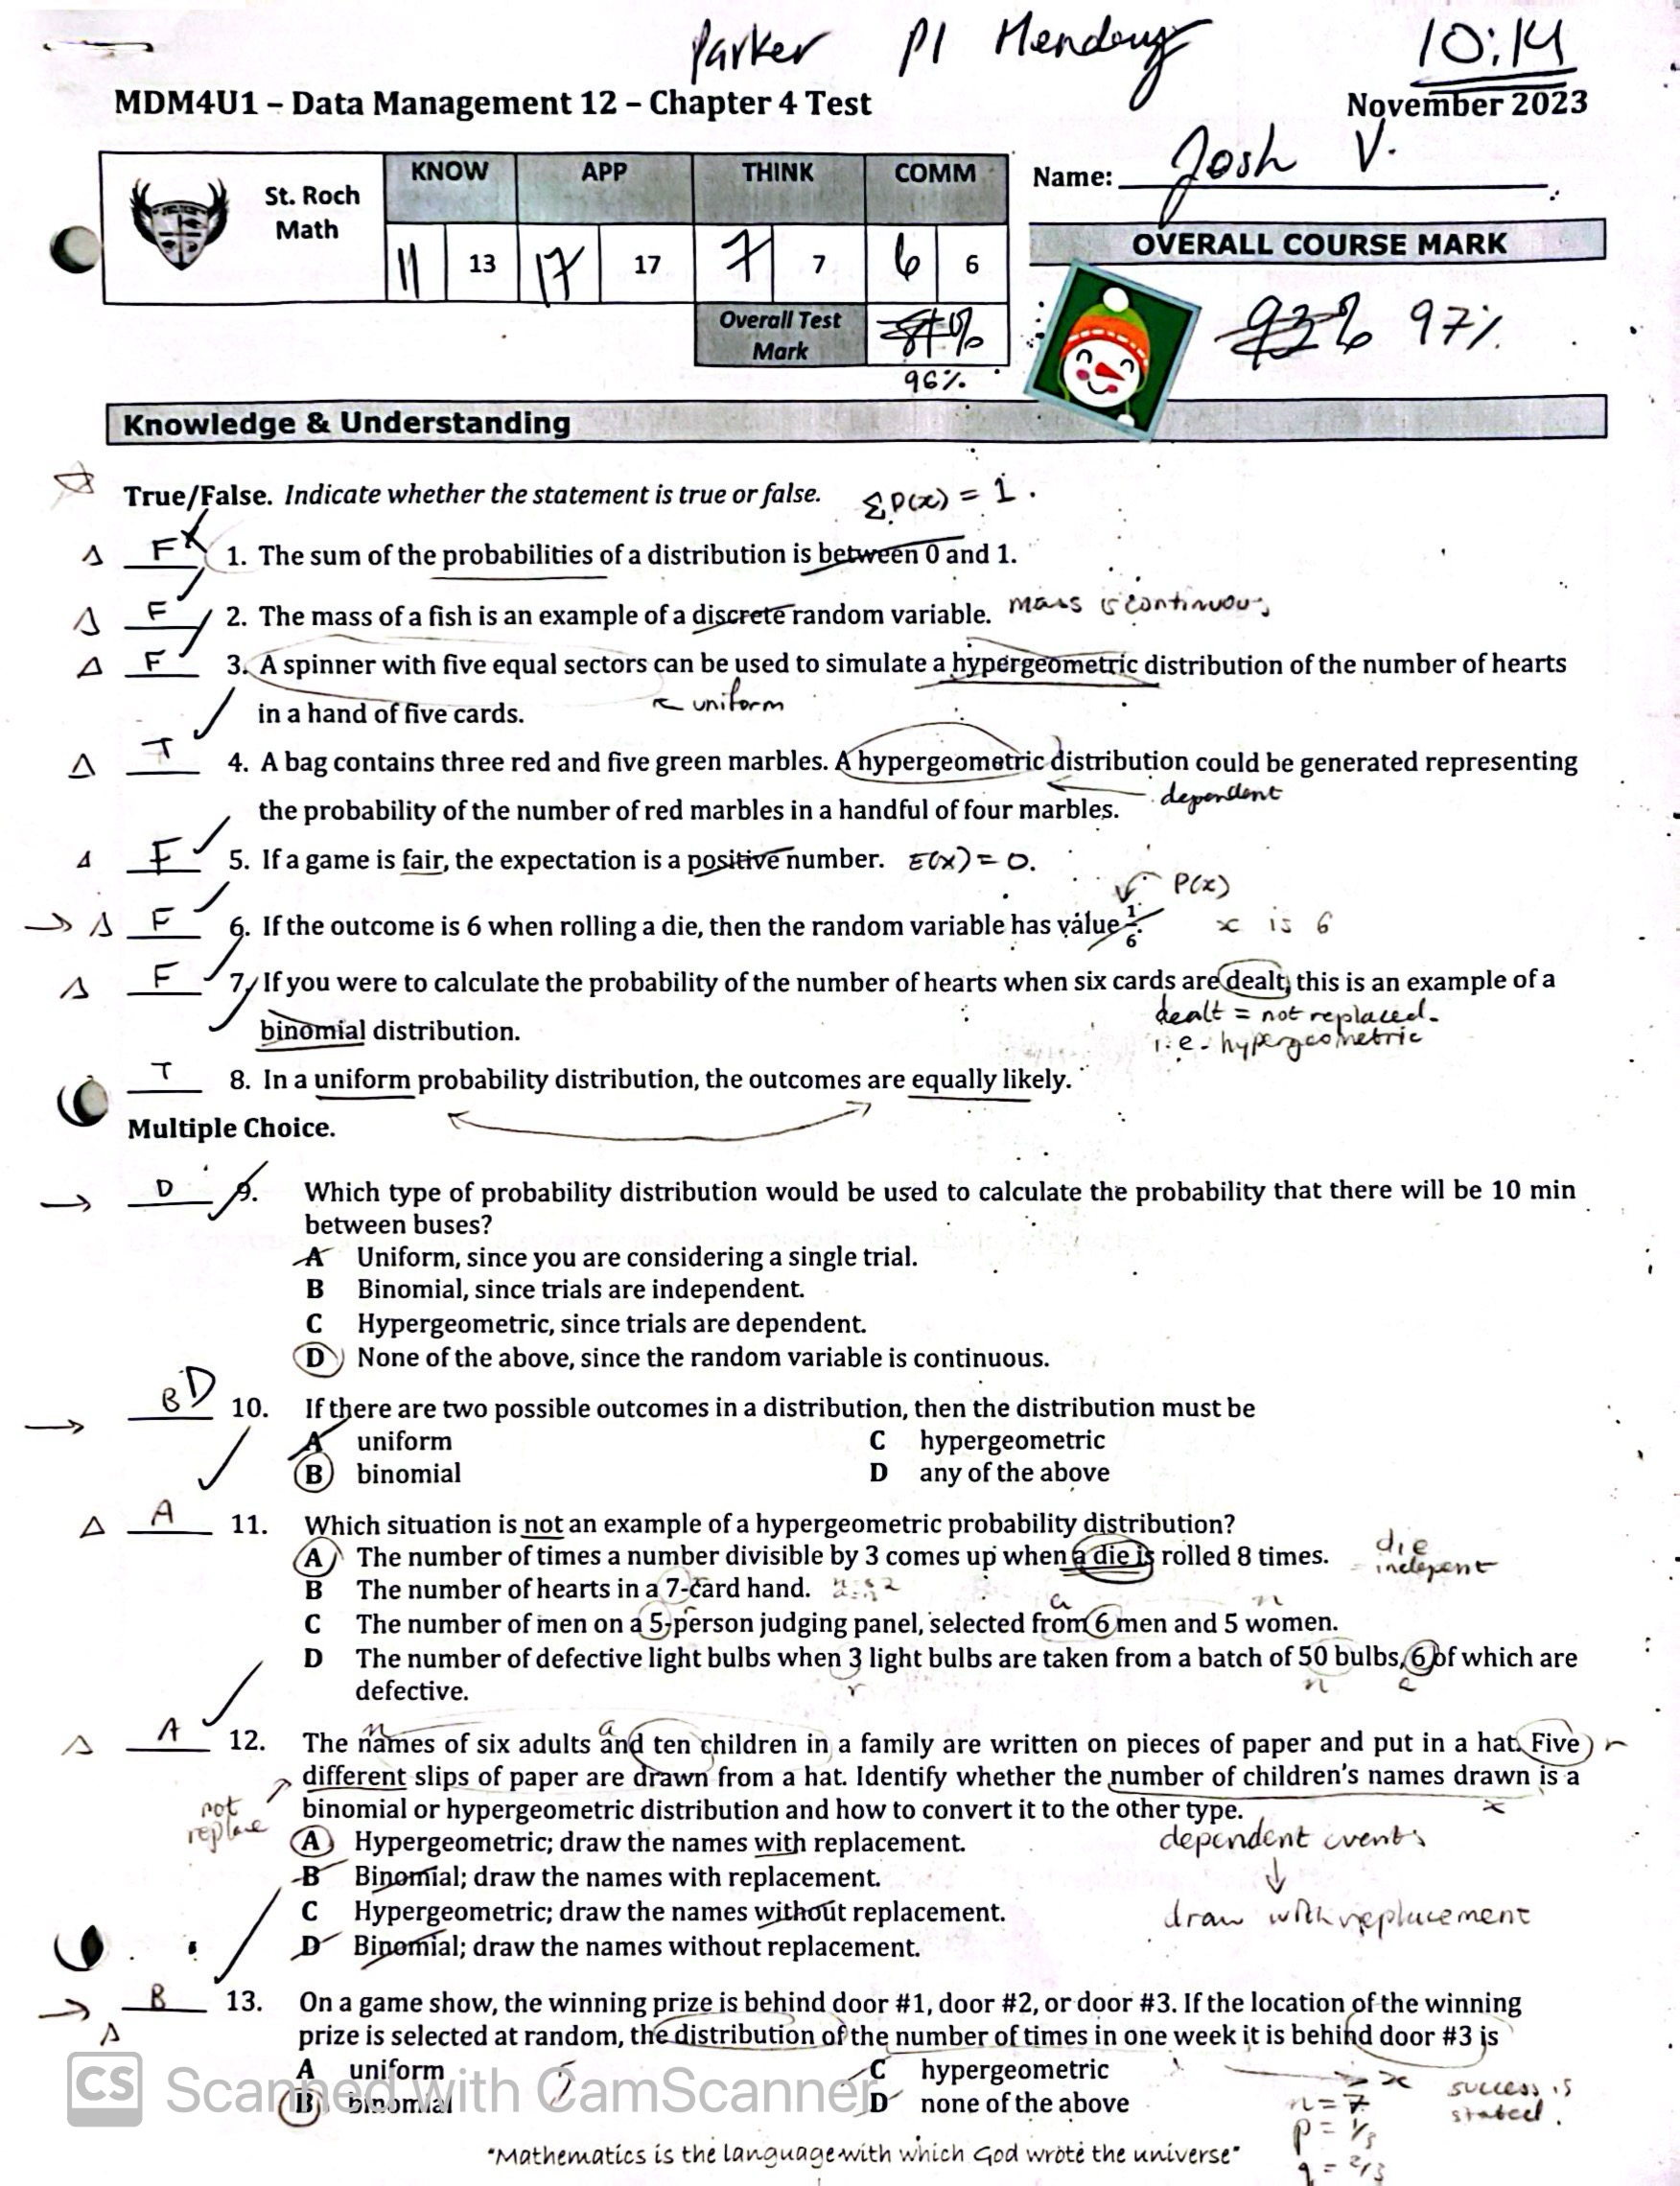 Parker P1
10:14
MDM4U1 – Data Management 12 – Chapter 4 Test
November 2023
St. Roch Math
KNOW APP THINK COMM
11 13 17 17 7 7 6 6
Name: Josh V.
OVERALL COURSE MARK
Overall Test Mark
96%
93% 97%
Knowledge & Understanding
True/False. Indicate whether the statement is true or false. ΣP(x) = 1.
F 1. The sum of the probabilities of a distribution is between 0 and 1.
F 2. The mass of a fish is an example of a discrete random variable. mass is continuous
F 3. A spinner with five equal sectors can be used to simulate a hypergeometric distribution of the number of hearts
in a hand of five cards. ← uniform
T 4. A bag contains three red and five green marbles. A hypergeometric distribution could be generated representing
the probability of the number of red marbles in a handful of four marbles. dependent
F 5. If a game is fair, the expectation is a positive number. E(x) = 0.
P(x)
F 6. If the outcome is 6 when rolling a die, then the random variable has value 1/6. x is 6
F 7. If you were to calculate the probability of the number of hearts when six cards are dealt, this is an example of a
binomial distribution. dealt = not replaced.
i.e. hypergeometric
T 8. In a uniform probability distribution, the outcomes are equally likely.
Multiple Choice.
D 9. Which type of probability distribution would be used to calculate the probability that there will be 10 min
between buses?
A Uniform, since you are considering a single trial.
B Binomial, since trials are independent.
C Hypergeometric, since trials are dependent.
D None of the above, since the random variable is continuous.
B D 10. If there are two possible outcomes in a distribution, then the distribution must be
A uniform C hypergeometric
B binomial D any of the above
A 11. Which situation is not an example of a hypergeometric probability distribution?
A The number of times a number divisible by 3 comes up when a die is rolled 8 times. die
indepent
B The number of hearts in a 7-card hand.
a n
C The number of men on a 5-person judging panel, selected from 6 men and 5 women.
D The number of defective light bulbs when 3 light bulbs are taken from a batch of 50 bulbs, 6 of which are
defective. r n a
n a
A 12. The names of six adults and ten children in a family are written on pieces of paper and put in a hat. Five r
different slips of paper are drawn from a hat. Identify whether the number of children's names drawn is a
not replace
binomial or hypergeometric distribution and how to convert it to the other type. x
A Hypergeometric; draw the names with replacement. dependent events
B Binomial; draw the names with replacement.
C Hypergeometric; draw the names without replacement. draw with replacement
D Binomial; draw the names without replacement.
B 13. On a game show, the winning prize is behind door #1, door #2, or door #3. If the location of the winning
prize is selected at random, the distribution of the number of times in one week it is behind door #3 is
A uniform C hypergeometric x
B binomial D none of the above
n = 7 success is stated.
p = 1/3
q = 2/3
CS Scanned with CamScanner
"Mathematics is the language with which God wrote the universe"